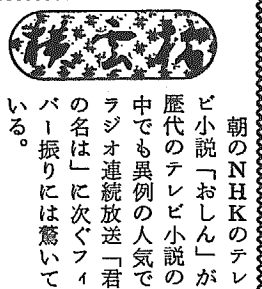 朝のNHKのテレ
ビ小説「おしん」が
歴代のテレビ小説の
中でも異例の人気で
ラジオ連続放送「君
の名は」に次ぐフィ
バー振りには驚いて
いる。